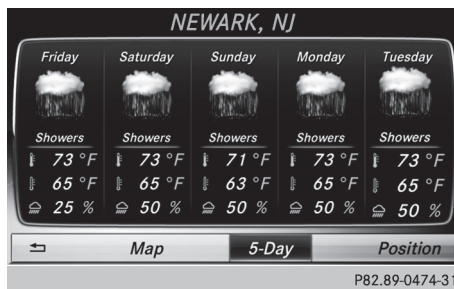 NEWARK, NJ
Friday Saturday Sunday Monday Tuesday
Showers Showers Showers Showers Showers
73 °F 73 °F 71 °F 73 °F 73 °F
65 °F 65 °F 63 °F 65 °F 65 °F
25 % 50 % 50 % 50 % 50 %
Map 5-Day Position
P82.89-0474-31